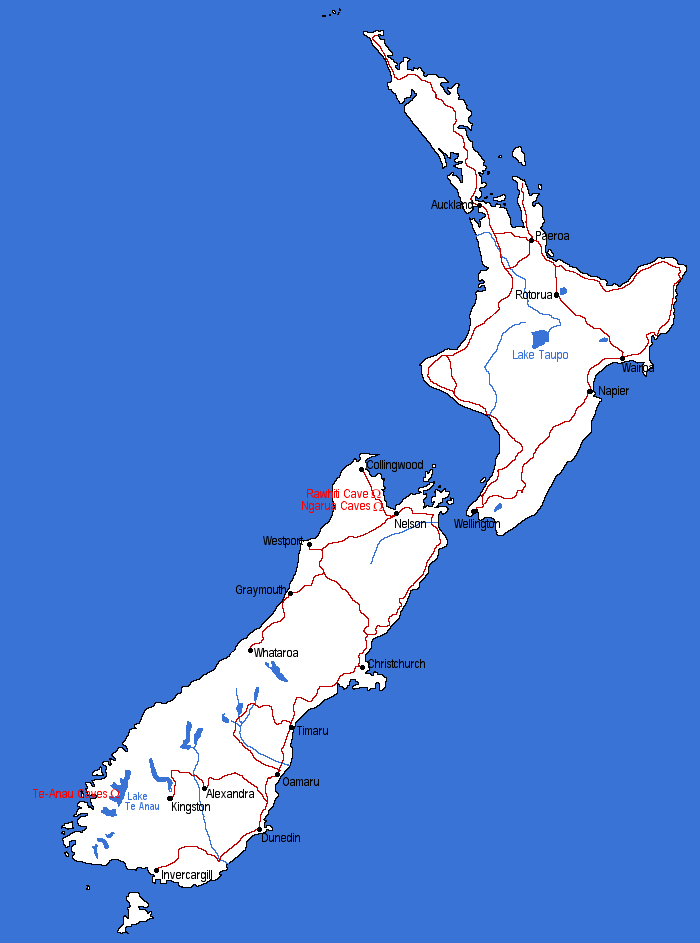 Auckland
Paeroa
Rotorua
Lake Taupo
Wairoa
Napier
Collingwood
Rawhiti Cave Ω
Ngarua Caves Ω
Nelson
Wellington
Westport
Graymouth
Whataroa
Christchurch
Timaru
Oamaru
Te-Anau Caves Ω
Lake
Te Anau
Alexandra
Kingston
Dunedin
Invercargill